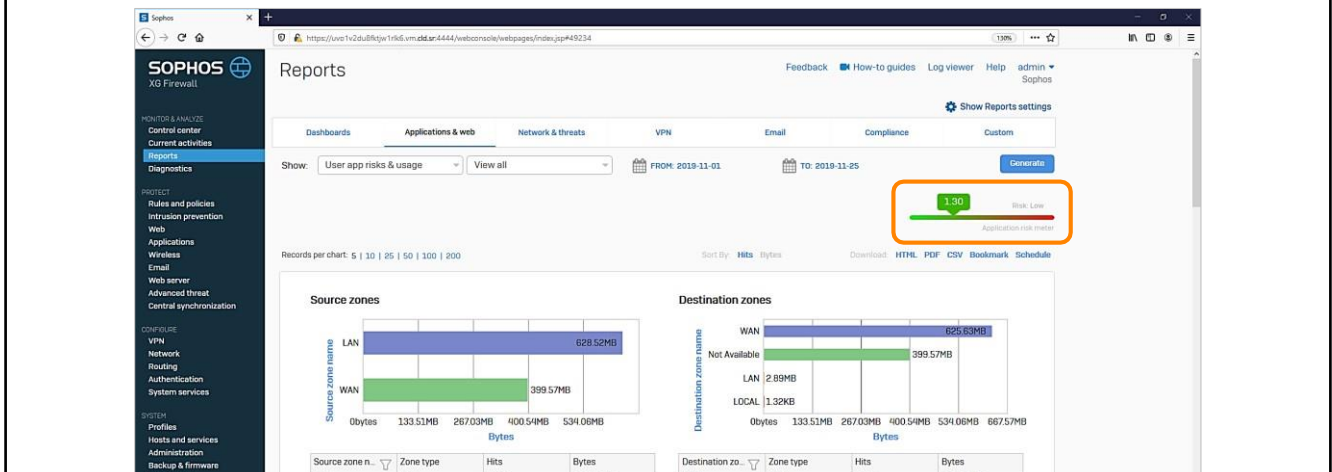 Sophos
https://uvo1v2du8fktjw1rlk6.vm.cld.sr:4444/webconsole/webpages/index.jsp#49234
130%
SOPHOS
XG Firewall
Reports
Feedback How-to guides Log viewer Help admin
Sophos
Show Reports settings
MONITOR & ANALYZE
Control center
Current activities
Reports
Diagnostics
PROTECT
Rules and policies
Intrusion prevention
Web
Applications
Wireless
Email
Web server
Advanced threat
Central synchronization
CONFIGURE
VPN
Network
Routing
Authentication
System services
SYSTEM
Profiles
Hosts and services
Administration
Backup & firmware
Dashboards Applications & web Network & threats VPN Email Compliance Custom
Show: User app risks & usage View all FROM: 2019-11-01 TO: 2019-11-25 Generate
1.30 Risk: Low
Application risk meter
Records per chart: 5 | 10 | 25 | 50 | 100 | 200 Sort By: Hits Bytes Download: HTML PDF CSV Bookmark Schedule
Source zones
Source zone name
LAN 628.52MB
WAN 399.57MB
0bytes 133.51MB 267.03MB 400.54MB 534.06MB
Bytes
Source zone n... Zone type Hits Bytes
Destination zones
Destination zone name
WAN 625.63MB
Not Available 399.57MB
LAN 2.89MB
LOCAL 1.32KB
0bytes 133.51MB 267.03MB 400.54MB 534.06MB 667.57MB
Bytes
Destination zo... Zone type Hits Bytes